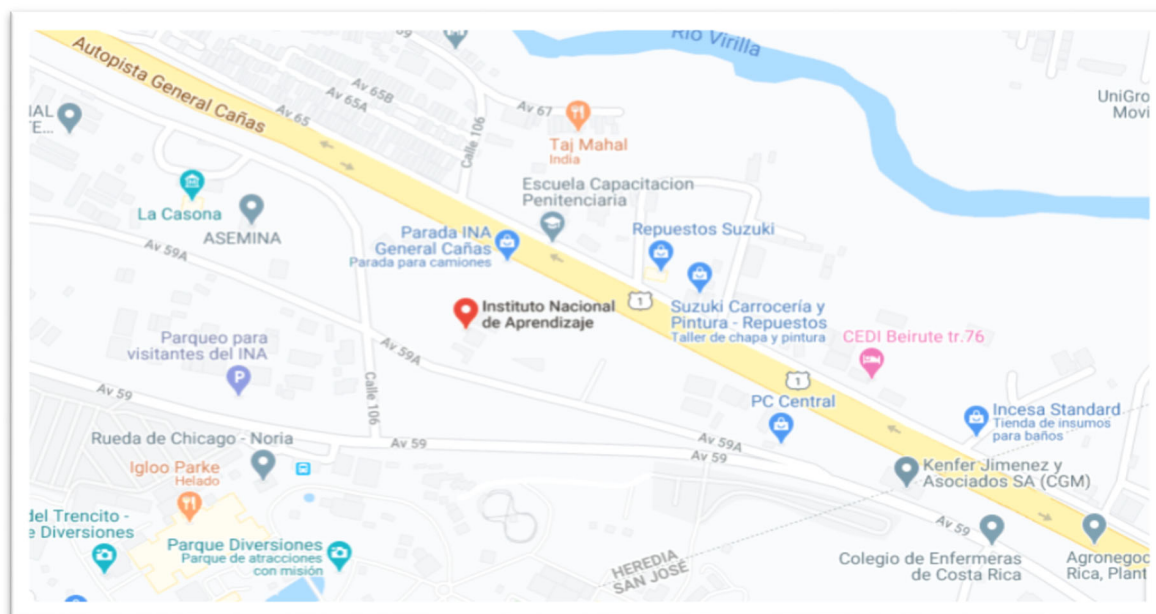 Río Virilla
Autopista General Cañas
Av 65B
Av 65A
Av 65
Av 67
UniGro
Movi
Taj Mahal
India
Calle 106
Escuela Capacitacion
Penitenciaria
La Casona
ASEMINA
Parada INA
General Cañas
Parada para camiones
Repuestos Suzuki
Av 59A
Instituto Nacional
de Aprendizaje
1
Suzuki Carrocería y
Pintura - Repuestos
Taller de chapa y pintura
CEDI Beirute tr.76
Parqueo para
visitantes del INA
P
Av 59A
Calle 106
1
Av 59
PC Central
Incesa Standard
Tienda de insumos
para baños
Rueda de Chicago - Noria
Av 59
Av 59A
Av 59
Igloo Parke
Helado
Kenfer Jimenez y
Asociados SA (CGM)
del Trencito -
e Diversiones
Parque Diversiones
Parque de atracciones
con misión
HEREDIA
SAN JOSÉ
Av 59
Colegio de Enfermeras
de Costa Rica
Agronegoc
Rica, Plant